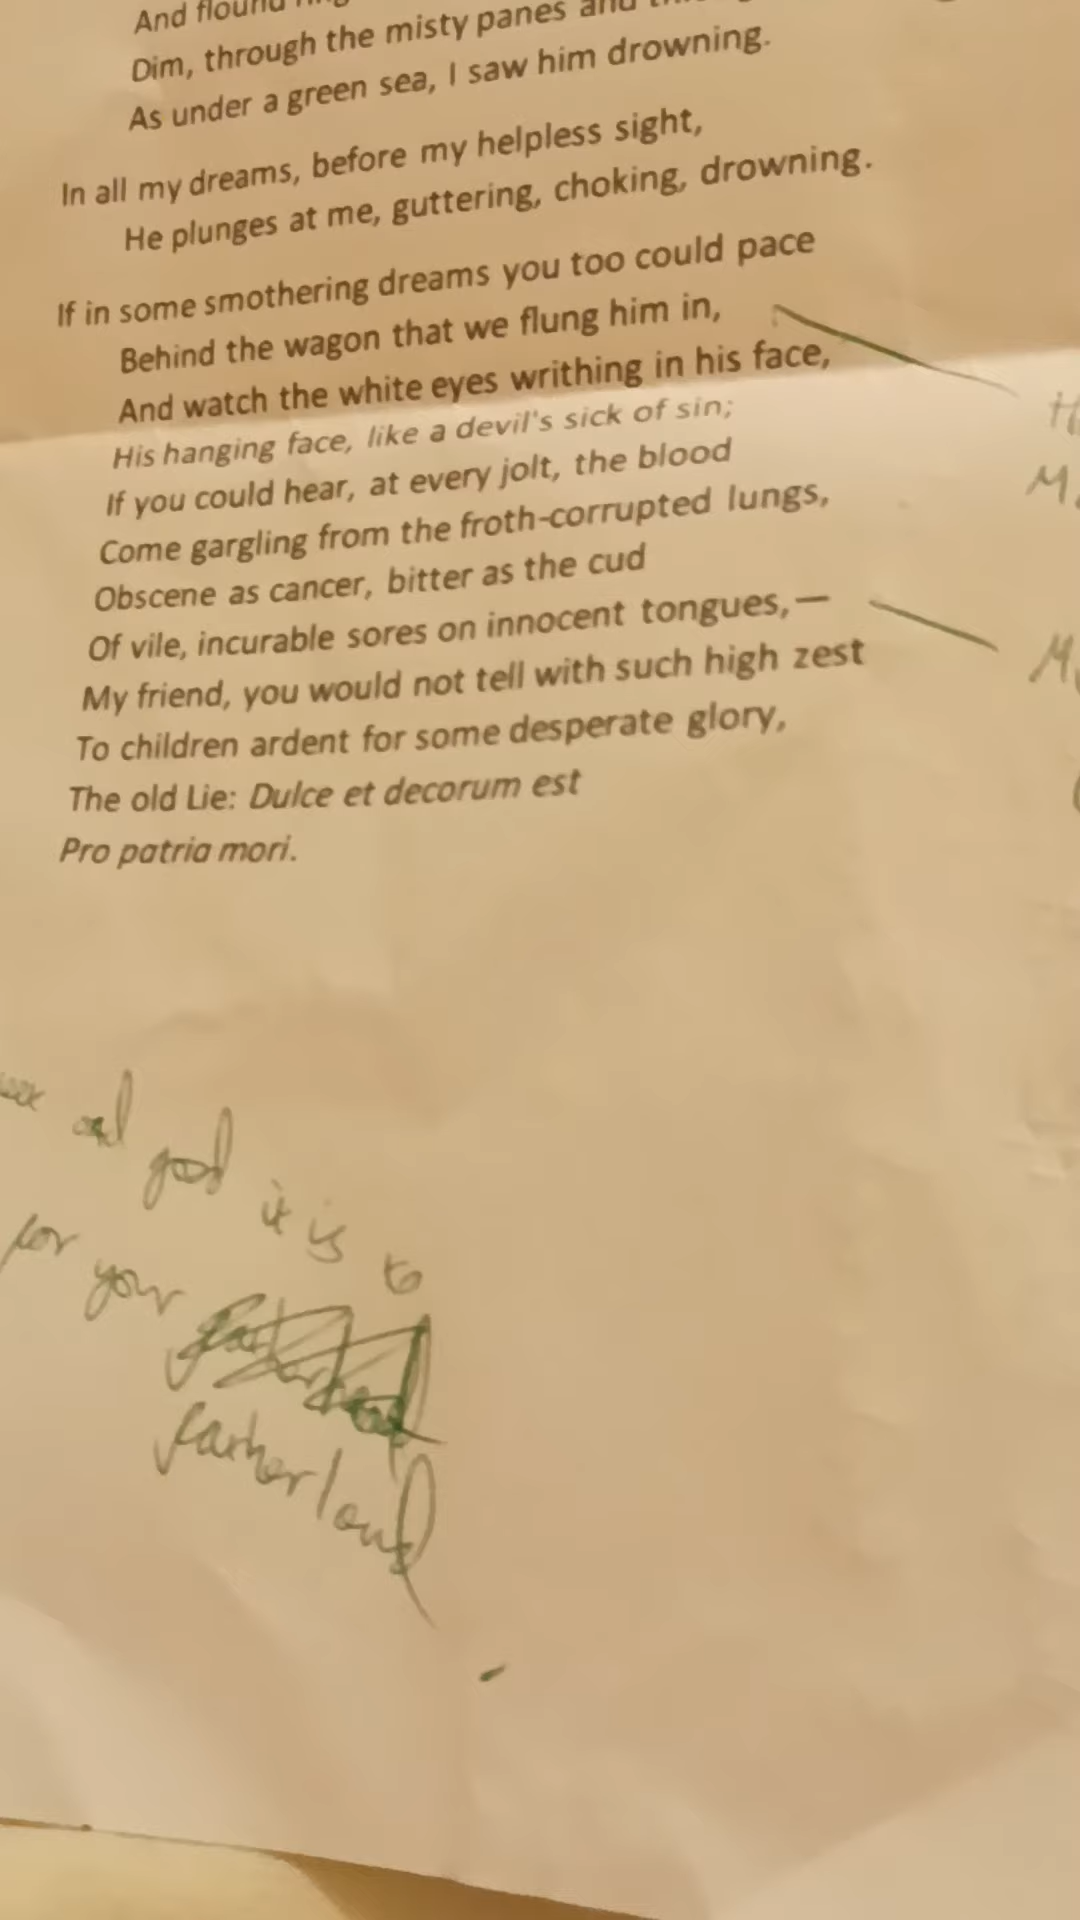 And flound
Dim, through the misty panes and
As under a green sea, I saw him drowning.
In all my dreams, before my helpless sight,
He plunges at me, guttering, choking, drowning.
If in some smothering dreams you too could pace
Behind the wagon that we flung him in,
And watch the white eyes writhing in his face,
His hanging face, like a devil's sick of sin;
If you could hear, at every jolt, the blood
Come gargling from the froth-corrupted lungs,
Obscene as cancer, bitter as the cud
Of vile, incurable sores on innocent tongues,—
My friend, you would not tell with such high zest
To children ardent for some desperate glory,
The old Lie: Dulce et decorum est
Pro patria mori.
and good it is to
for your
fatherland